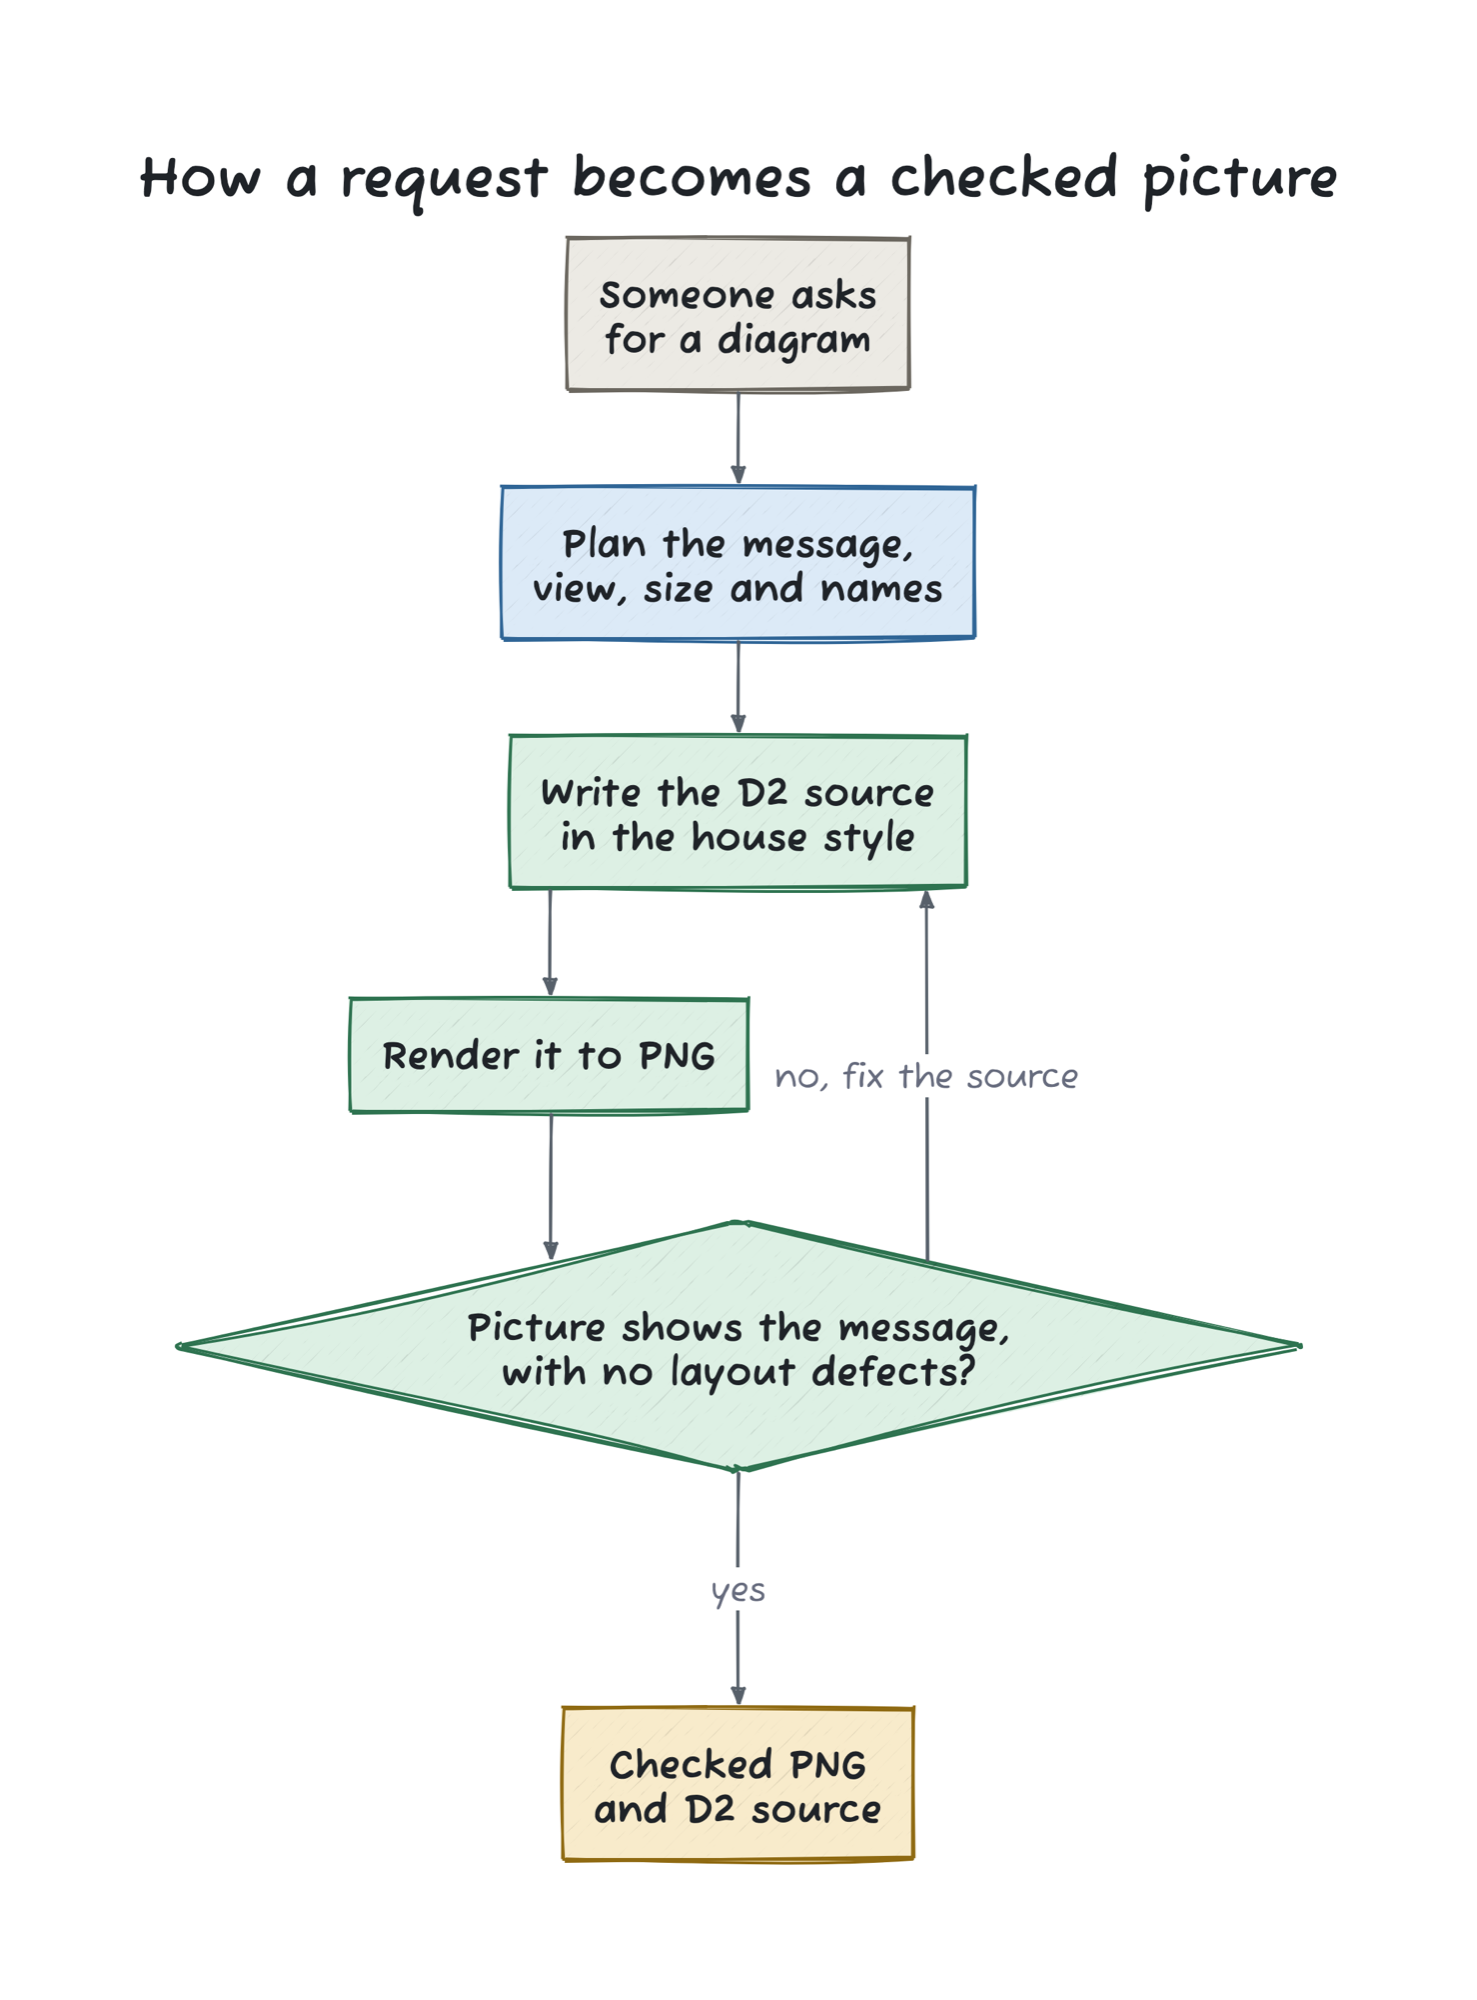 How a request becomes a checked picture
Someone asks
for a diagram
Plan the message,
view, size and names
Write the D2 source
in the house style
Render it to PNG
no, fix the source
Picture shows the message,
with no layout defects?
yes
Checked PNG
and D2 source